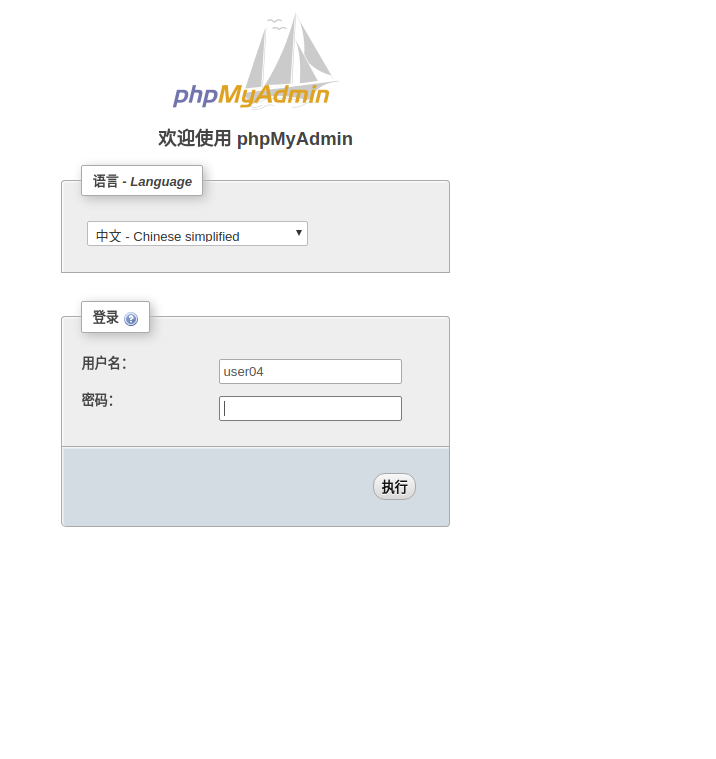 phpMyAdmin
欢迎使用 phpMyAdmin
语言 - Language
中文 - Chinese simplified
登录
用户名：
user04
密码：
执行